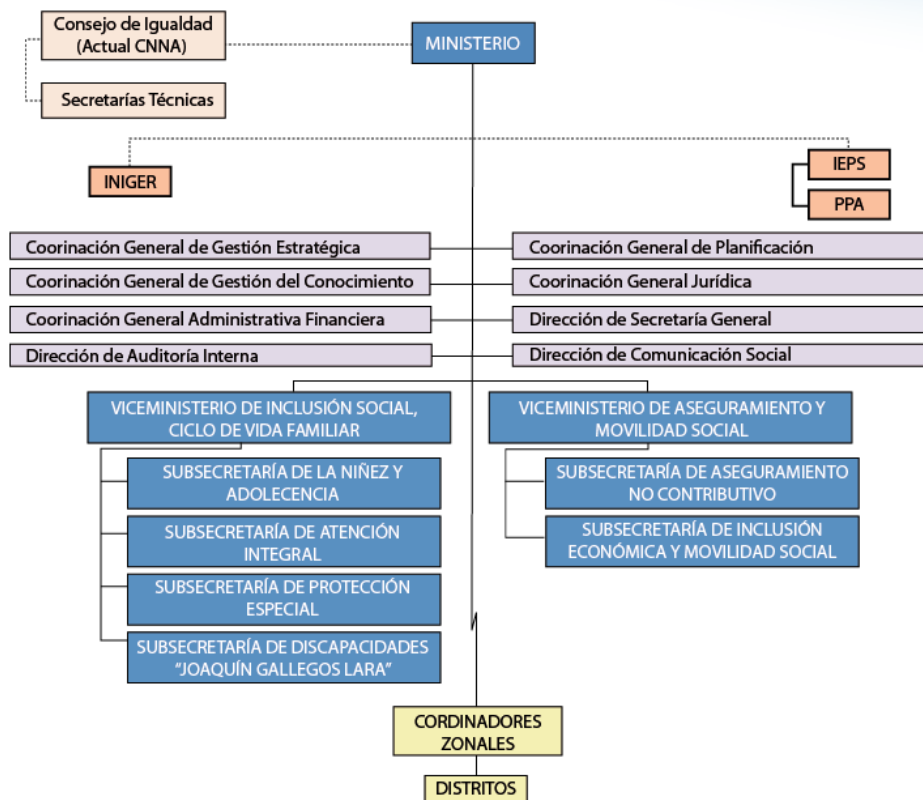 Consejo de Igualdad
(Actual CNNA)
MINISTERIO
Secretarías Técnicas
INIGER
IEPS
PPA
Coorinación General de Gestión Estratégica
Coorinación General de Planificación
Coorinación General de Gestión del Conocimiento
Coorinación General Jurídica
Coorinación General Administrativa Financiera
Dirección de Secretaría General
Dirección de Auditoría Interna
Dirección de Comunicación Social
VICEMINISTERIO DE INCLUSIÓN SOCIAL,
CICLO DE VIDA FAMILIAR
VICEMINISTERIO DE ASEGURAMIENTO Y
MOVILIDAD SOCIAL
SUBSECRETARÍA DE LA NIÑEZ Y
ADOLECENCIA
SUBSECRETARÍA DE ATENCIÓN
INTEGRAL
SUBSECRETARÍA DE PROTECCIÓN
ESPECIAL
SUBSECRETARÍA DE DISCAPACIDADES
“JOAQUÍN GALLEGOS LARA”
SUBSECRETARÍA DE ASEGURAMIENTO
NO CONTRIBUTIVO
SUBSECRETARÍA DE INCLUSIÓN
ECONÓMICA Y MOVILIDAD SOCIAL
CORDINADORES
ZONALES
DISTRITOS